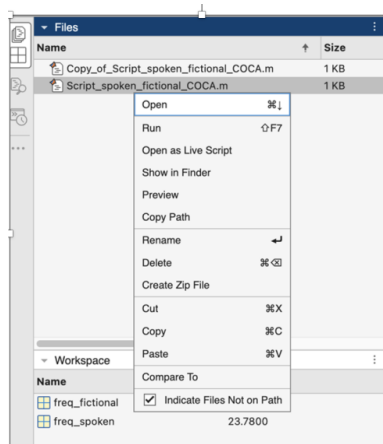 Files
Name Size
Copy_of_Script_spoken_fictional_COCA.m 1 KB
Script_spoken_fictional_COCA.m 1 KB
Open ⌘↓
Run ⇧F7
Open as Live Script
Show in Finder
Preview
Copy Path
Rename ↵
Delete ⌘⌫
Create Zip File
Cut ⌘X
Copy ⌘C
Paste ⌘V
Compare To
Indicate Files Not on Path
Workspace
Name
freq_fictional
freq_spoken 23.7800